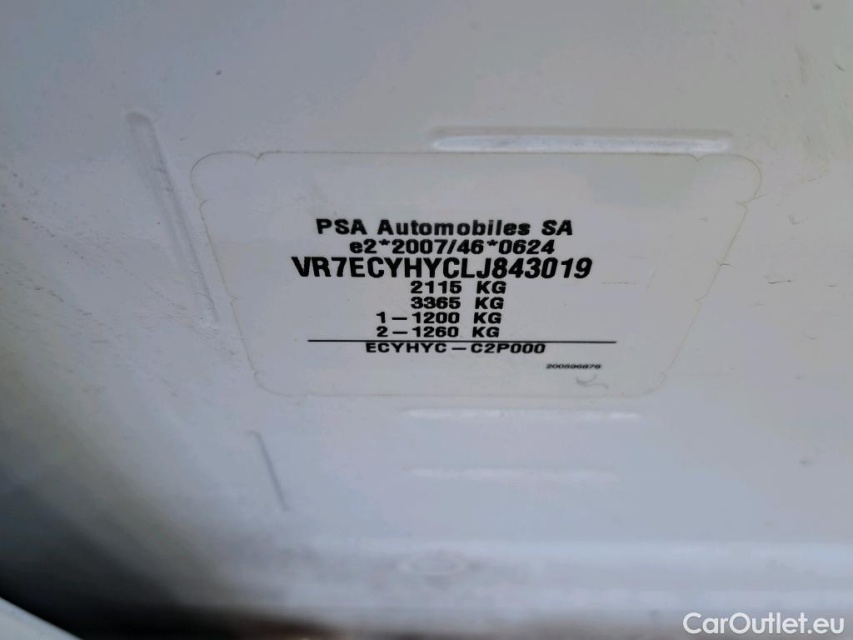 PSA Automobiles SA
e2*2007/46*0624
VR7ECYHYCLJ843019
2115 KG
3365 KG
1-1200 KG
2-1260 KG
ECYHYC-C2P000
CarOutlet.eu